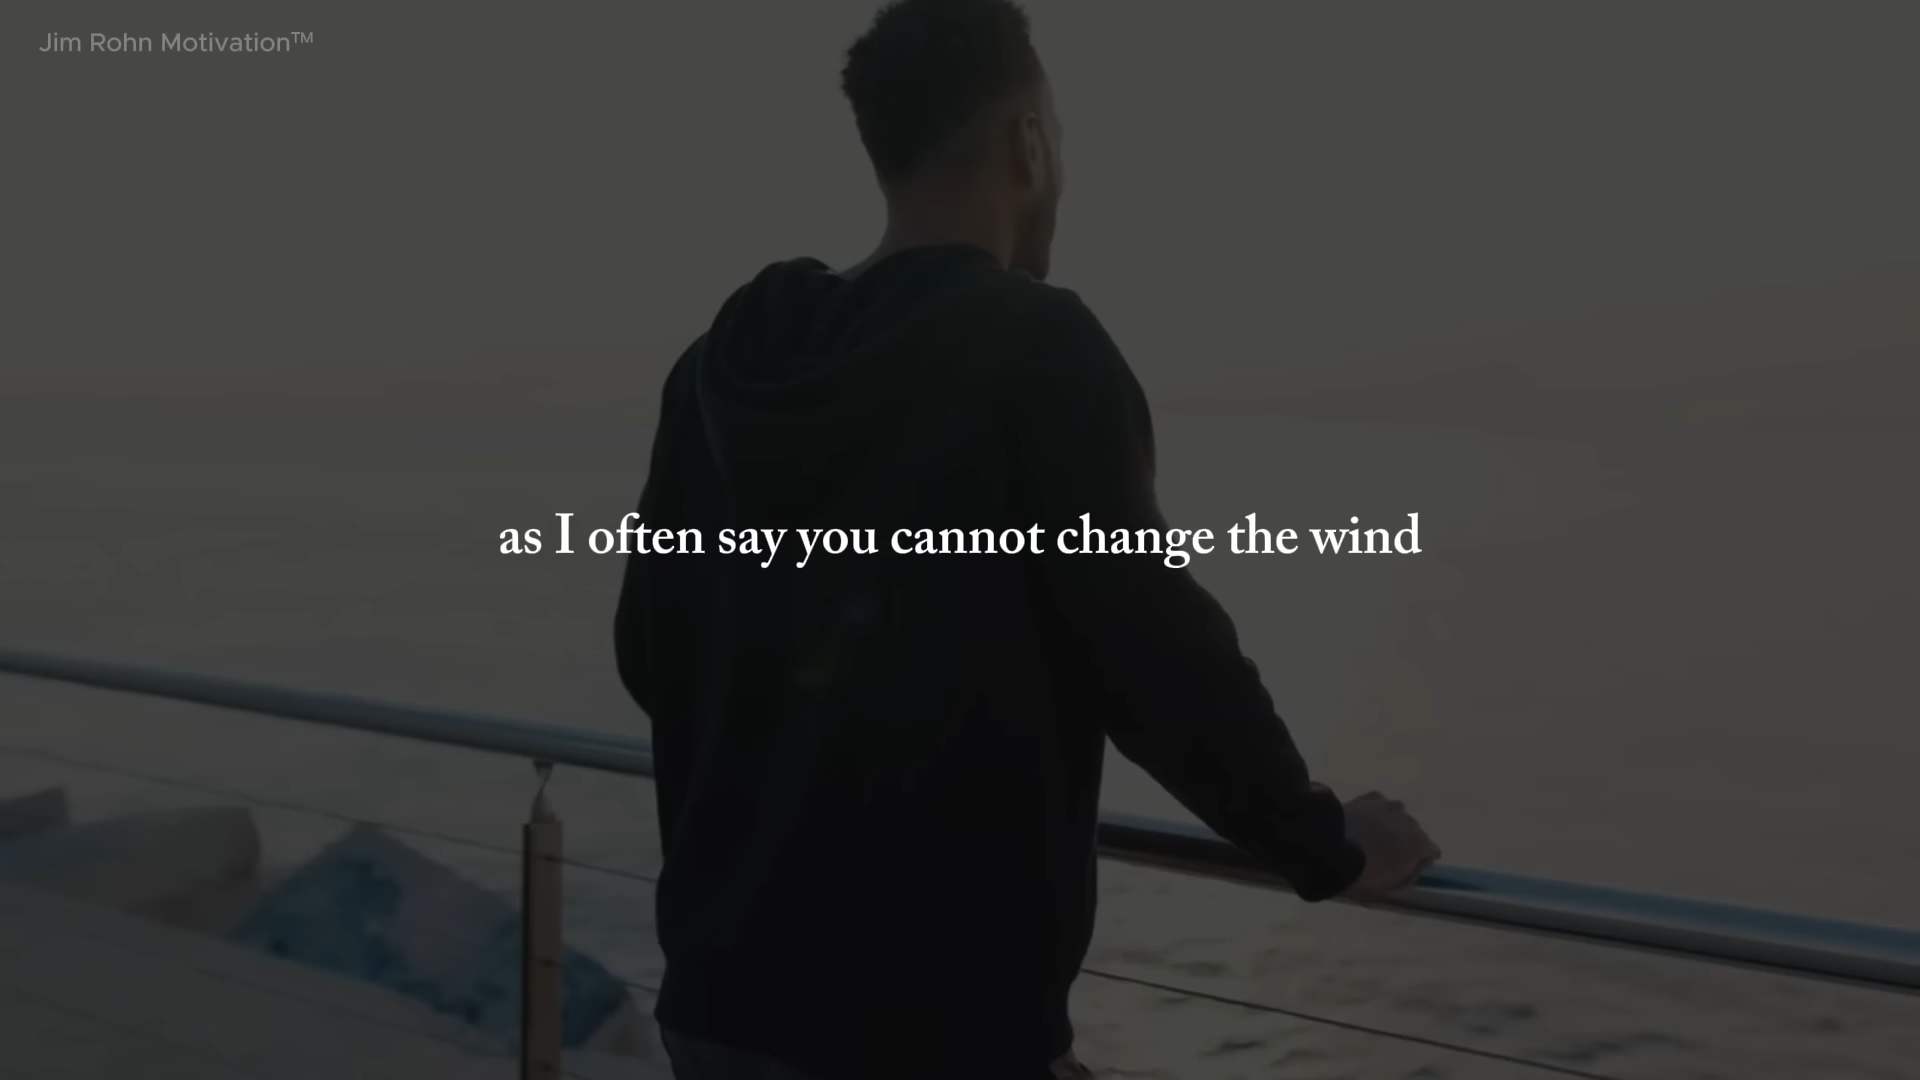 Jim Rohn Motivation™
as I often say you cannot change the wind